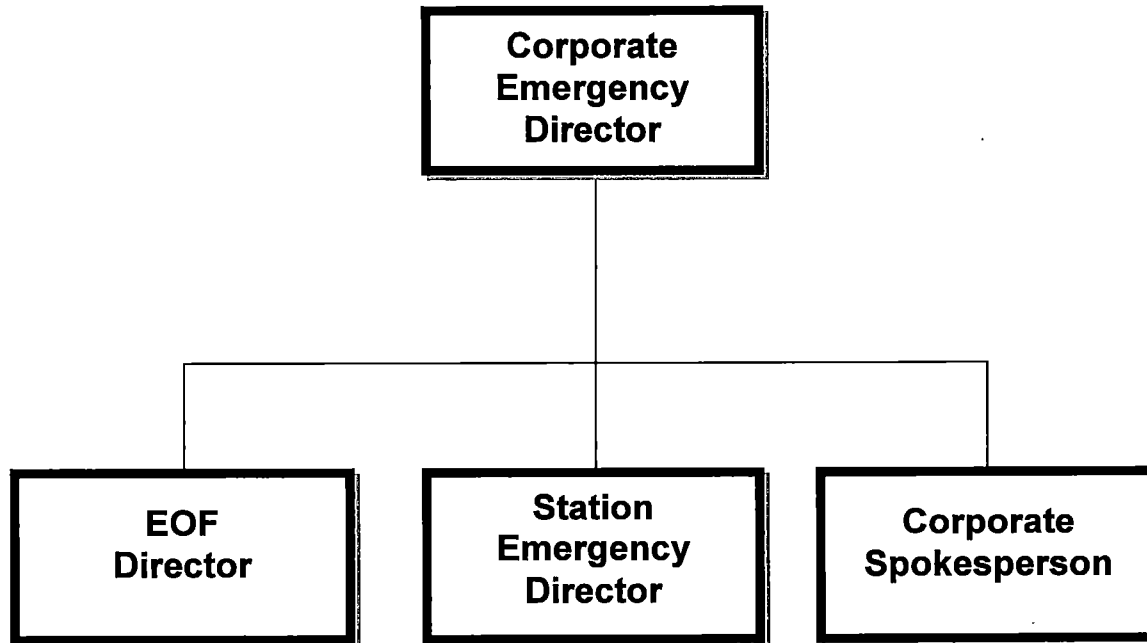 Corporate
Emergency
Director
EOF
Director
Station
Emergency
Director
Corporate
Spokesperson